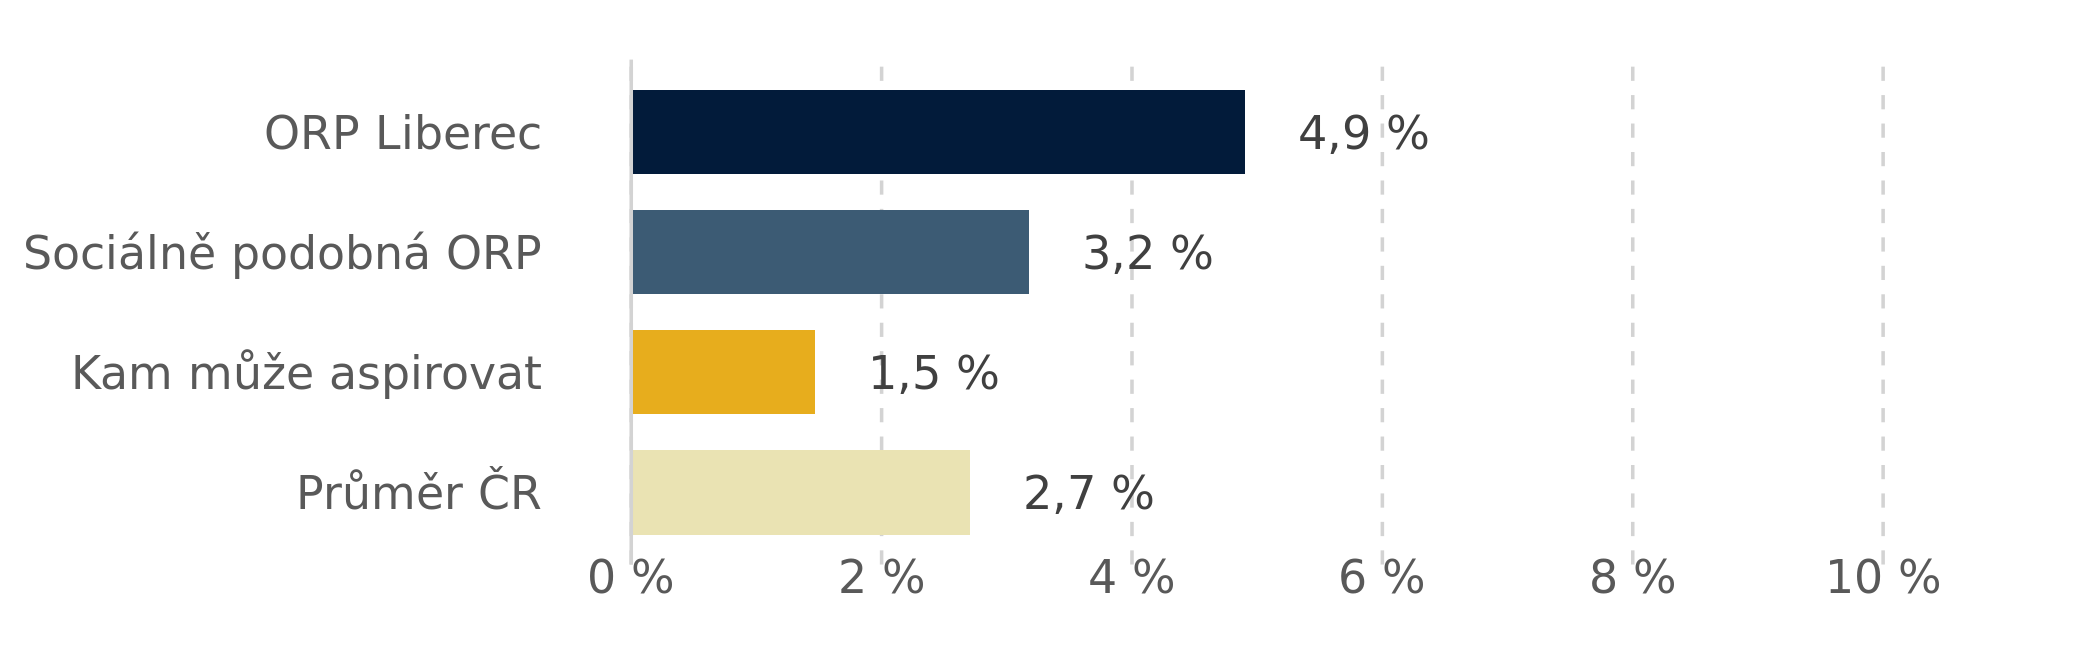 ORP Liberec 4,9 %
Sociálně podobná ORP 3,2 %
Kam může aspirovat 1,5 %
Průměr ČR 2,7 %
0 % 2 % 4 % 6 % 8 % 10 %